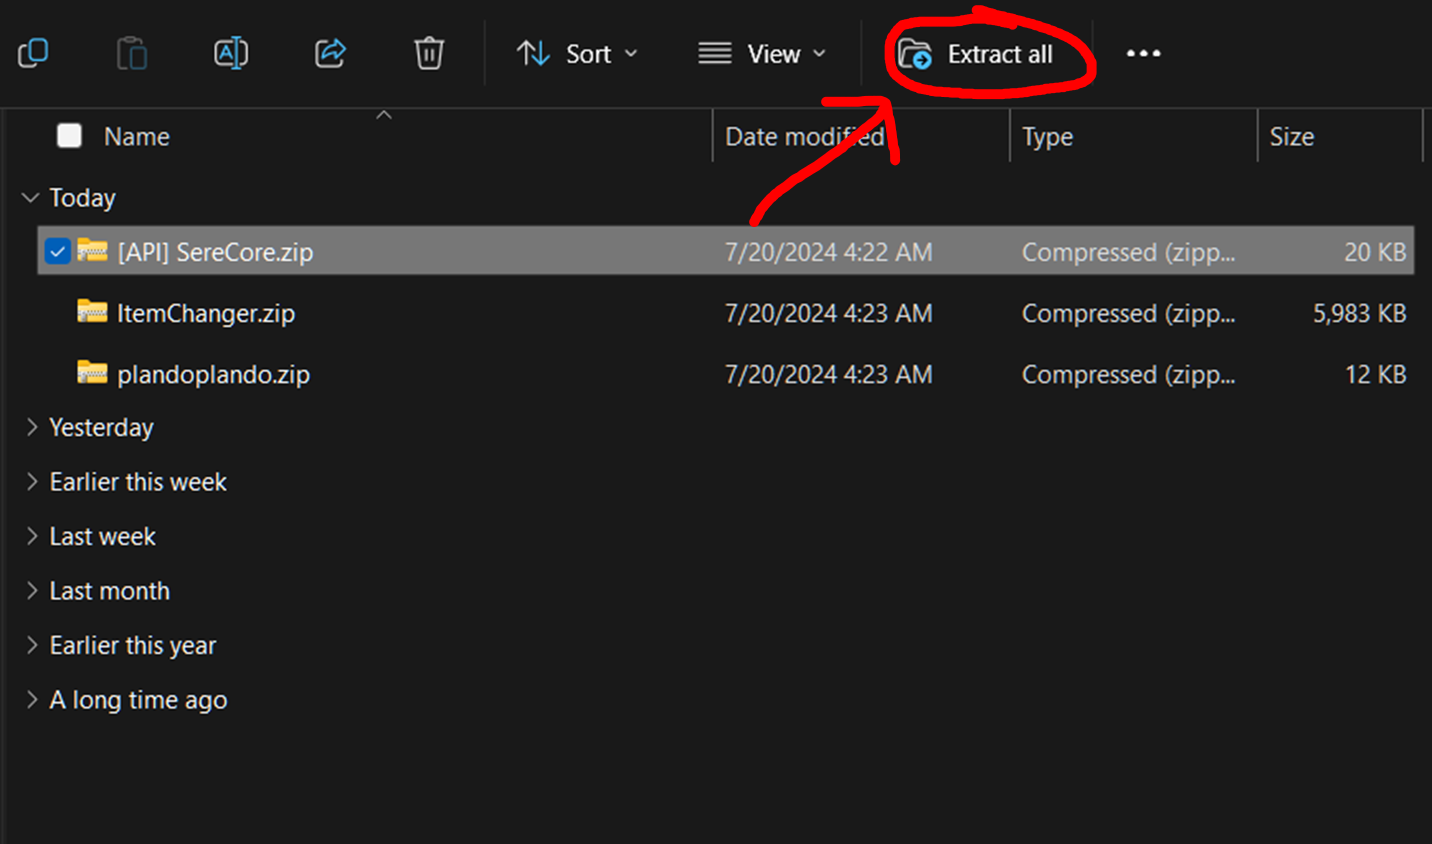 Sort View Extract all
Name Date modified Type Size
Today
[API] SereCore.zip 7/20/2024 4:22 AM Compressed (zipp... 20 KB
ItemChanger.zip 7/20/2024 4:23 AM Compressed (zipp... 5,983 KB
plandoplando.zip 7/20/2024 4:23 AM Compressed (zipp... 12 KB
Yesterday
Earlier this week
Last week
Last month
Earlier this year
A long time ago